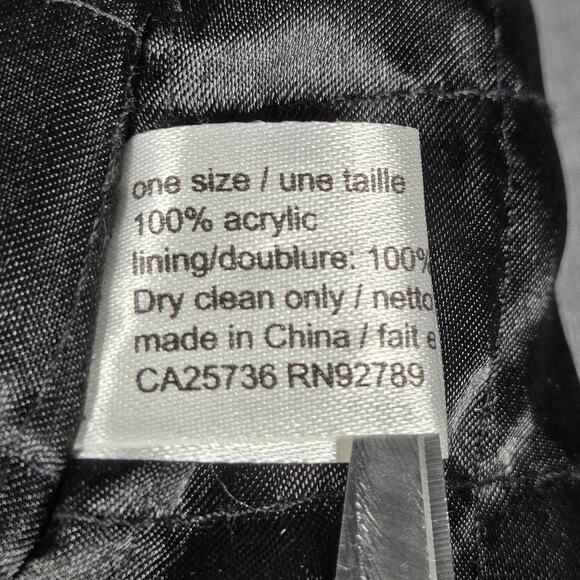 one size / une taille
100% acrylic
lining/doublure: 100%
Dry clean only / netto
made in China / fait e
CA25736 RN92789